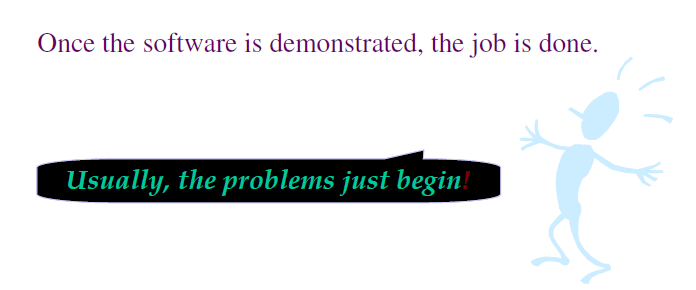 Once the software is demonstrated, the job is done.
Usually, the problems just begin!